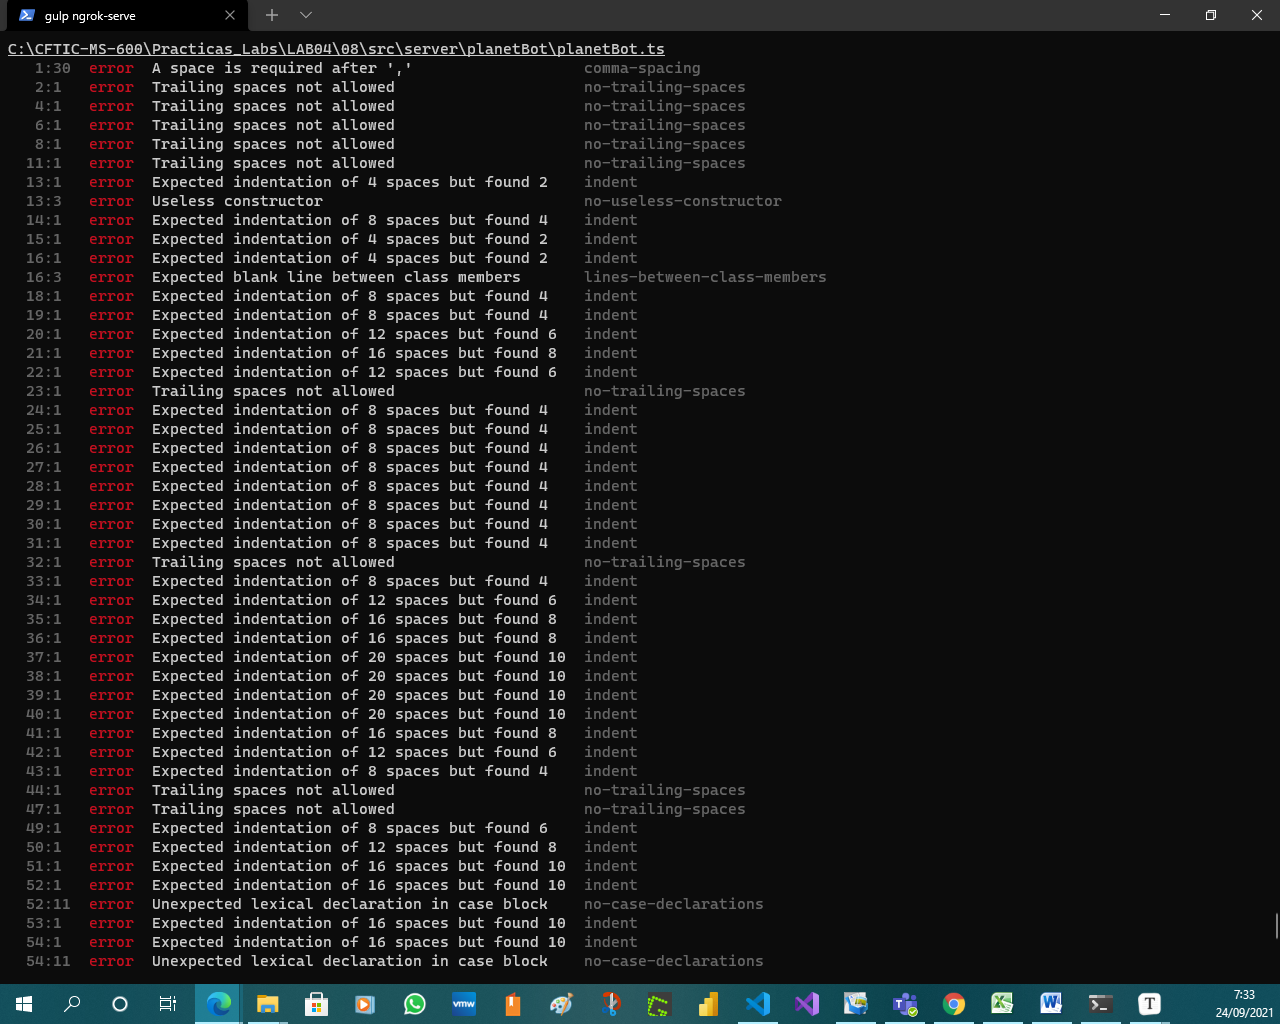 gulp ngrok-serve
C:\CFTIC-MS-600\Practicas_Labs\LAB04\08\src\server\planetBot\planetBot.ts
1:30 error A space is required after ',' comma-spacing
2:1 error Trailing spaces not allowed no-trailing-spaces
4:1 error Trailing spaces not allowed no-trailing-spaces
6:1 error Trailing spaces not allowed no-trailing-spaces
8:1 error Trailing spaces not allowed no-trailing-spaces
11:1 error Trailing spaces not allowed no-trailing-spaces
13:1 error Expected indentation of 4 spaces but found 2 indent
13:3 error Useless constructor no-useless-constructor
14:1 error Expected indentation of 8 spaces but found 4 indent
15:1 error Expected indentation of 4 spaces but found 2 indent
16:1 error Expected indentation of 4 spaces but found 2 indent
16:3 error Expected blank line between class members lines-between-class-members
18:1 error Expected indentation of 8 spaces but found 4 indent
19:1 error Expected indentation of 8 spaces but found 4 indent
20:1 error Expected indentation of 12 spaces but found 6 indent
21:1 error Expected indentation of 16 spaces but found 8 indent
22:1 error Expected indentation of 12 spaces but found 6 indent
23:1 error Trailing spaces not allowed no-trailing-spaces
24:1 error Expected indentation of 8 spaces but found 4 indent
25:1 error Expected indentation of 8 spaces but found 4 indent
26:1 error Expected indentation of 8 spaces but found 4 indent
27:1 error Expected indentation of 8 spaces but found 4 indent
28:1 error Expected indentation of 8 spaces but found 4 indent
29:1 error Expected indentation of 8 spaces but found 4 indent
30:1 error Expected indentation of 8 spaces but found 4 indent
31:1 error Expected indentation of 8 spaces but found 4 indent
32:1 error Trailing spaces not allowed no-trailing-spaces
33:1 error Expected indentation of 8 spaces but found 4 indent
34:1 error Expected indentation of 12 spaces but found 6 indent
35:1 error Expected indentation of 16 spaces but found 8 indent
36:1 error Expected indentation of 16 spaces but found 8 indent
37:1 error Expected indentation of 20 spaces but found 10 indent
38:1 error Expected indentation of 20 spaces but found 10 indent
39:1 error Expected indentation of 20 spaces but found 10 indent
40:1 error Expected indentation of 20 spaces but found 10 indent
41:1 error Expected indentation of 16 spaces but found 8 indent
42:1 error Expected indentation of 12 spaces but found 6 indent
43:1 error Expected indentation of 8 spaces but found 4 indent
44:1 error Trailing spaces not allowed no-trailing-spaces
47:1 error Trailing spaces not allowed no-trailing-spaces
49:1 error Expected indentation of 8 spaces but found 6 indent
50:1 error Expected indentation of 12 spaces but found 8 indent
51:1 error Expected indentation of 16 spaces but found 10 indent
52:1 error Expected indentation of 16 spaces but found 10 indent
52:11 error Unexpected lexical declaration in case block no-case-declarations
53:1 error Expected indentation of 16 spaces but found 10 indent
54:1 error Expected indentation of 16 spaces but found 10 indent
54:11 error Unexpected lexical declaration in case block no-case-declarations
vmw
T
7:33
24/09/2021